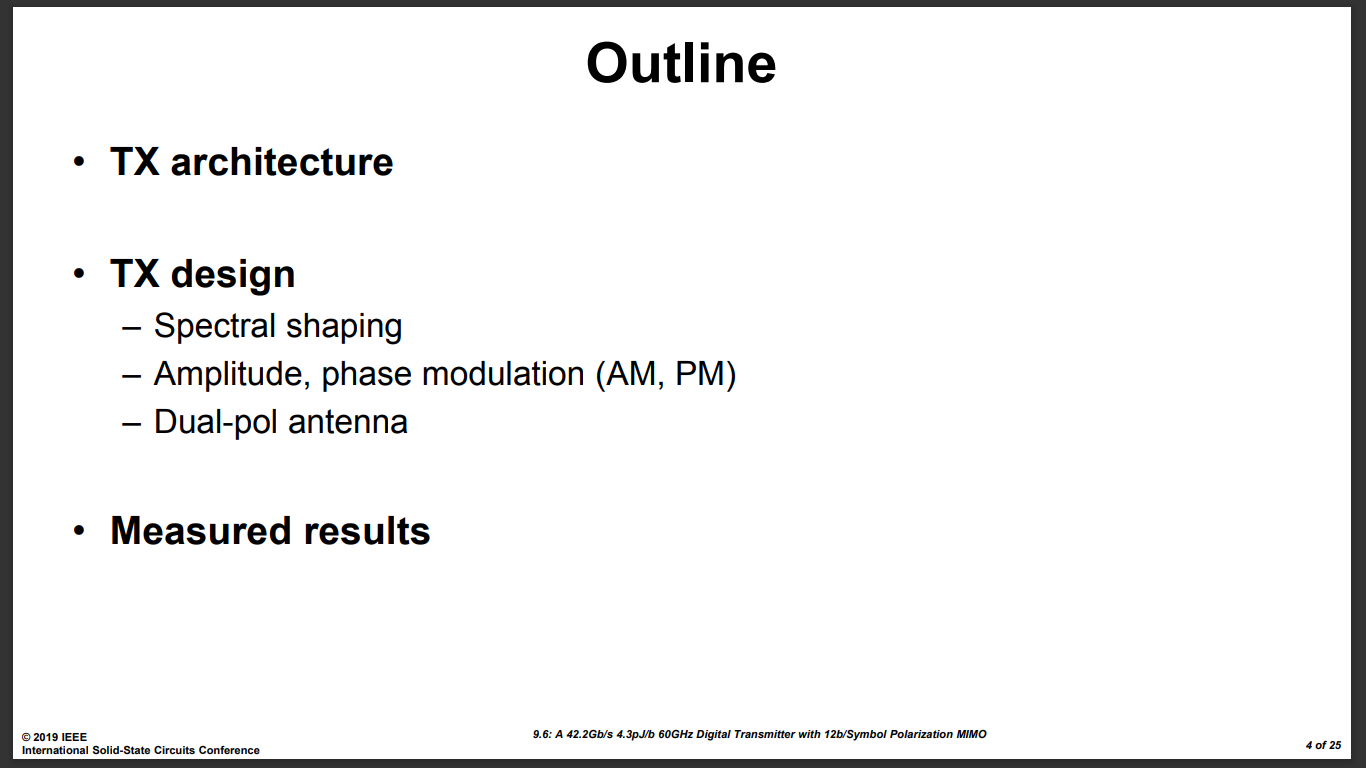 Outline
• TX architecture
• TX design
– Spectral shaping
– Amplitude, phase modulation (AM, PM)
– Dual-pol antenna
• Measured results
© 2019 IEEE
International Solid-State Circuits Conference
9.6: A 42.2Gb/s 4.3pJ/b 60GHz Digital Transmitter with 12b/Symbol Polarization MIMO
4 of 25